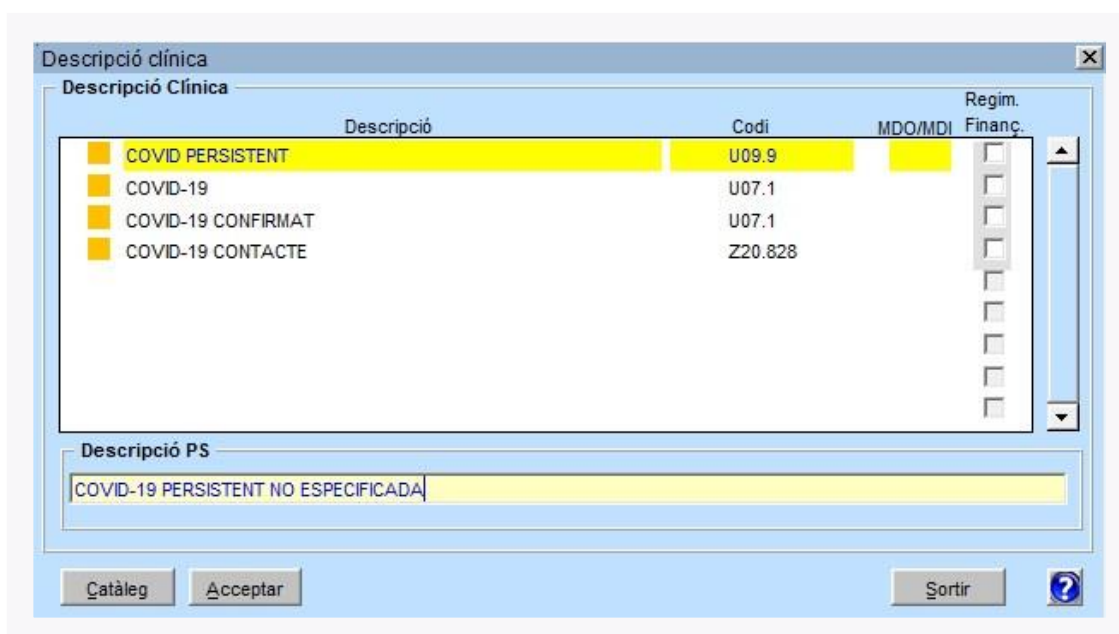 Descripció clínica
Descripció Clínica
Regim.
Descripció Codi MDO/MDI Finanç.
COVID PERSISTENT U09.9
COVID-19 U07.1
COVID-19 CONFIRMAT U07.1
COVID-19 CONTACTE Z20.828
Descripció PS
COVID-19 PERSISTENT NO ESPECIFICADA
Catàleg Acceptar Sortir ?